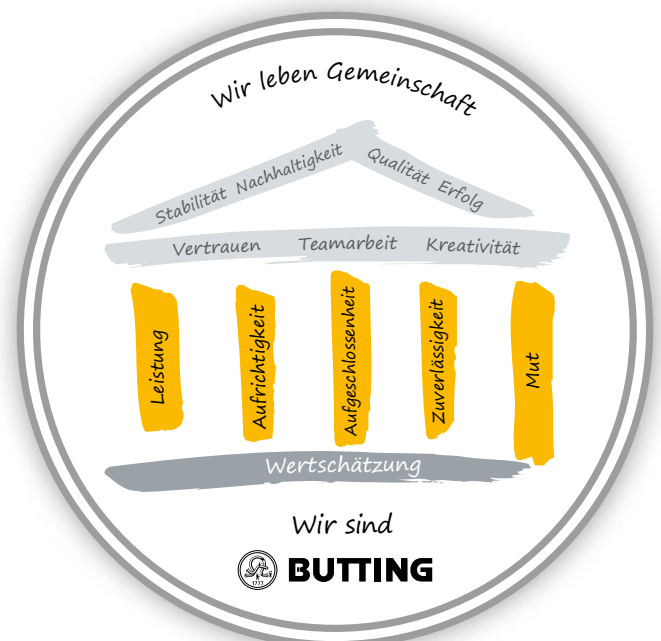 Wir leben Gemeinschaft
Stabilität Nachhaltigkeit
Qualität Erfolg
Vertrauen Teamarbeit Kreativität
Leistung
Aufrichtigkeit
Aufgeschlossenheit
Zuverlässigkeit
Mut
Wertschätzung
Wir sind
1777
BUTTING